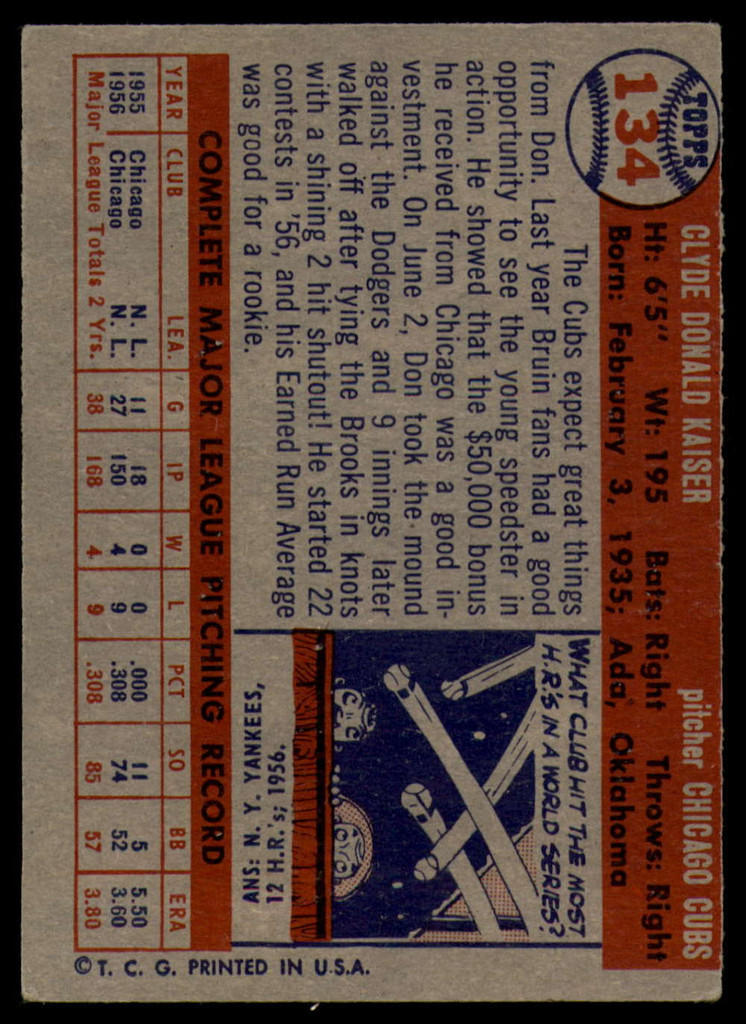 TOPPS
134
CLYDE DONALD KAISER pitcher CHICAGO CUBS
Ht: 6'5" Wt: 195 Bats: Right Throws: Right
Born: February 3, 1935; Ada, Oklahoma
The Cubs expect great things
from Don. Last year Bruin fans had a good
opportunity to see the young speedster in
action. He showed that the $50,000 bonus
he received from Chicago was a good in-
vestment. On June 2, Don took the mound
against the Dodgers and 9 innings later
walked off after tying the Brooks in knots
with a shining 2 hit shutout! He started 22
contests in '56, and his Earned Run Average
was good for a rookie.
WHAT CLUB HIT THE MOST
H.R.'S IN A WORLD SERIES?
ANS: N.Y. YANKEES,
12 H.R.'s; 1956.
COMPLETE MAJOR LEAGUE PITCHING RECORD
YEAR CLUB LEA. G IP W L PCT SO BB ERA
1955 Chicago N. L. 11 18 0 0 .000 11 5 5.50
1956 Chicago N. L. 27 150 4 9 .308 74 52 3.60
Major League Totals 2 Yrs. 38 168 4 9 .308 85 57 3.80
© T. C. G. PRINTED IN U.S.A.